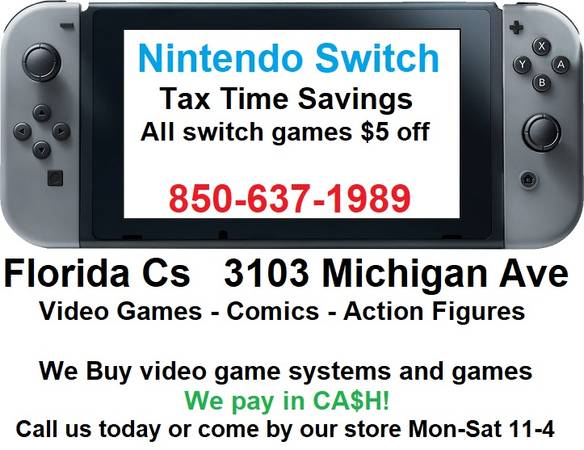 Nintendo Switch
Tax Time Savings
All switch games $5 off
850-637-1989
X
Y A
B
Florida Cs 3103 Michigan Ave
Video Games - Comics - Action Figures
We Buy video game systems and games
We pay in CA$H!
Call us today or come by our store Mon-Sat 11-4